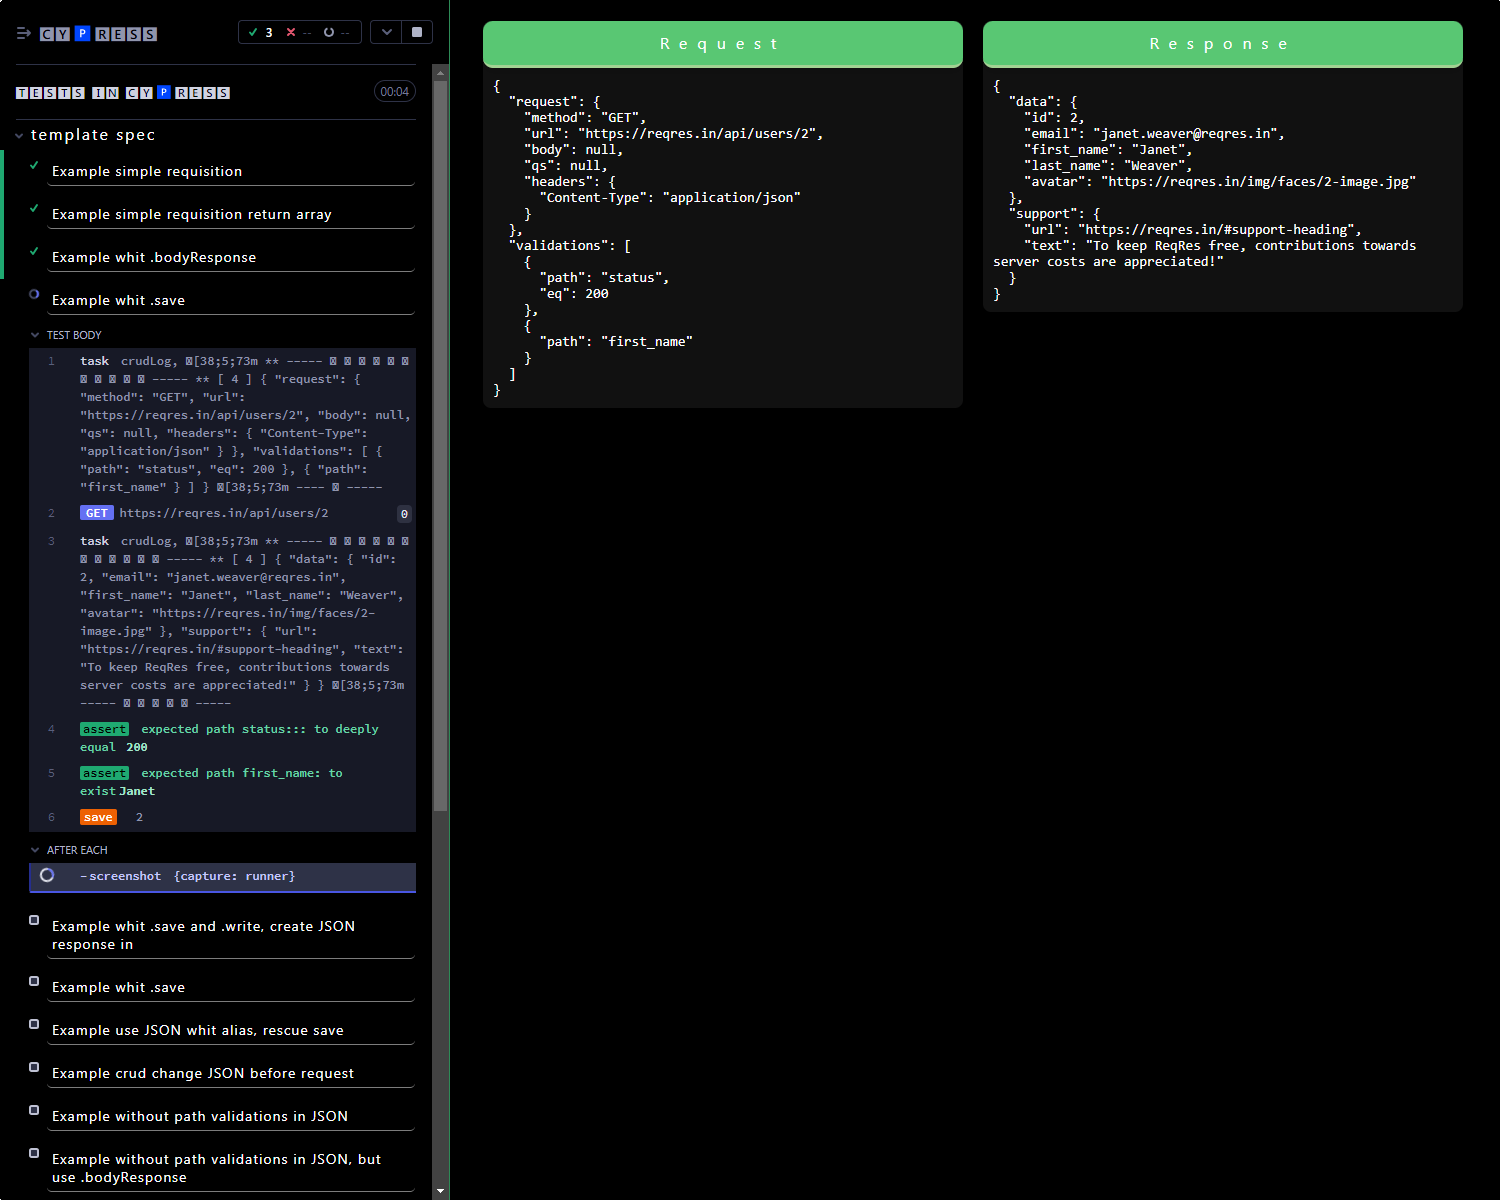 CYPRESS
3 -- --
TESTS IN CYPRESS
00:04
template spec
Example simple requisition
Example simple requisition return array
Example whit .bodyResponse
Example whit .save
TEST BODY
1 task crudLog, [38;5;73m ** -----
----- ** [ 4 ] { "request": {
"method": "GET", "url":
"https://reqres.in/api/users/2", "body": null,
"qs": null, "headers": { "Content-Type":
"application/json" } }, "validations": [ {
"path": "status", "eq": 200 }, { "path":
"first_name" } ] } [38;5;73m ---- -----
2 GET https://reqres.in/api/users/2 0
3 task crudLog, [38;5;73m ** -----
----- ** [ 4 ] { "data": { "id":
2, "email": "janet.weaver@reqres.in",
"first_name": "Janet", "last_name": "Weaver",
"avatar": "https://reqres.in/img/faces/2-
image.jpg" }, "support": { "url":
"https://reqres.in/#support-heading", "text":
"To keep ReqRes free, contributions towards
server costs are appreciated!" } } [38;5;73m
----- -----
4 assert expected path status::: to deeply
equal 200
5 assert expected path first_name: to
exist Janet
6 save 2
AFTER EACH
-screenshot {capture: runner}
Example whit .save and .write, create JSON
response in
Example whit .save
Example use JSON whit alias, rescue save
Example crud change JSON before request
Example without path validations in JSON
Example without path validations in JSON, but
use .bodyResponse
Request
{
"request": {
"method": "GET",
"url": "https://reqres.in/api/users/2",
"body": null,
"qs": null,
"headers": {
"Content-Type": "application/json"
}
},
"validations": [
{
"path": "status",
"eq": 200
},
{
"path": "first_name"
}
]
}
Response
{
"data": {
"id": 2,
"email": "janet.weaver@reqres.in",
"first_name": "Janet",
"last_name": "Weaver",
"avatar": "https://reqres.in/img/faces/2-image.jpg"
},
"support": {
"url": "https://reqres.in/#support-heading",
"text": "To keep ReqRes free, contributions towards
server costs are appreciated!"
}
}